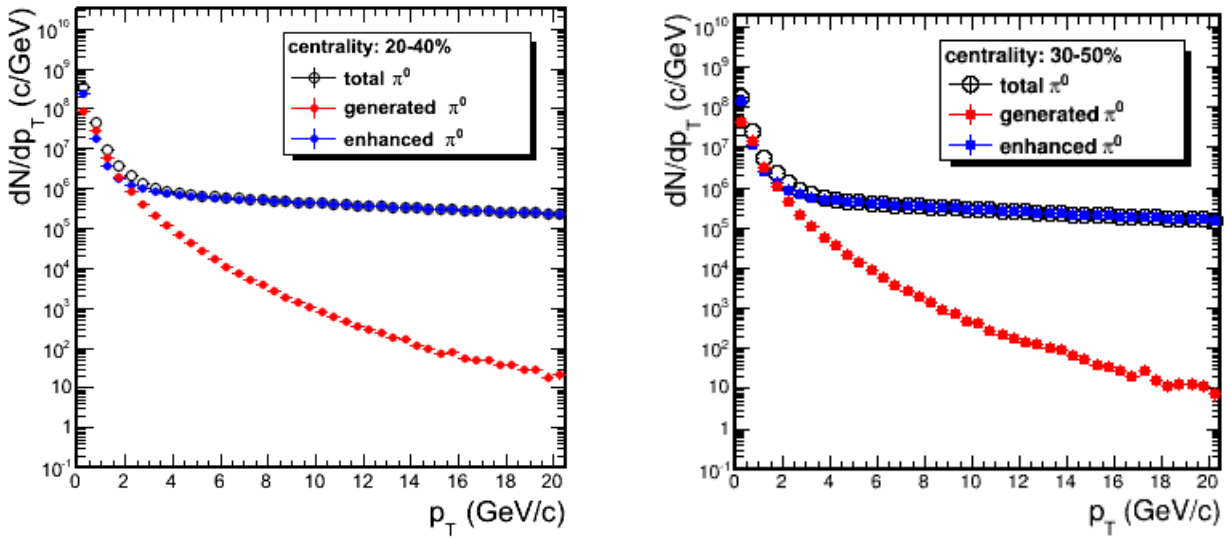 dN/dp_T (c/GeV)
10^10
10^9
10^8
10^7
10^6
10^5
10^4
10^3
10^2
10
1
10^-1
centrality: 20-40%
total π^0
generated π^0
enhanced π^0
0 2 4 6 8 10 12 14 16 18 20
p_T (GeV/c)
dN/dp_T (c/GeV)
10^10
10^9
10^8
10^7
10^6
10^5
10^4
10^3
10^2
10
1
10^-1
centrality: 30-50%
total π^0
generated π^0
enhanced π^0
0 2 4 6 8 10 12 14 16 18 20
p_T (GeV/c)